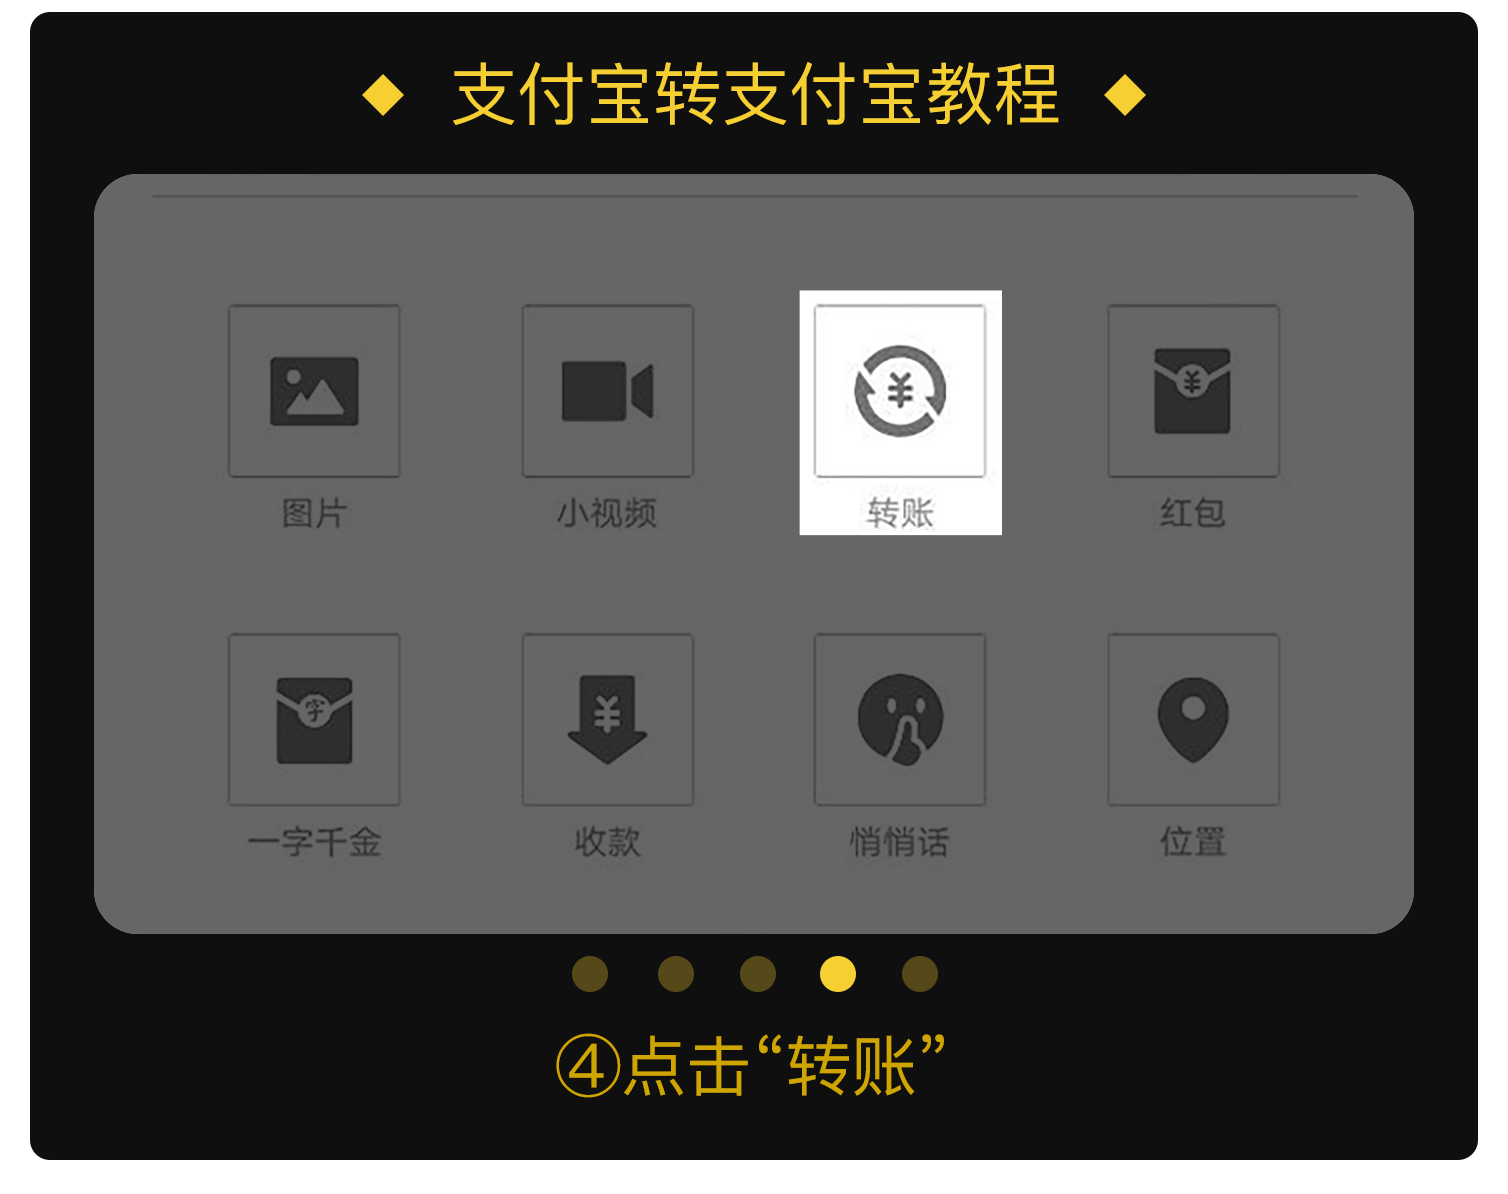 支付宝转支付宝教程
图片 小视频 转账 红包
一字千金 收款 悄悄话 位置
④点击“转账”